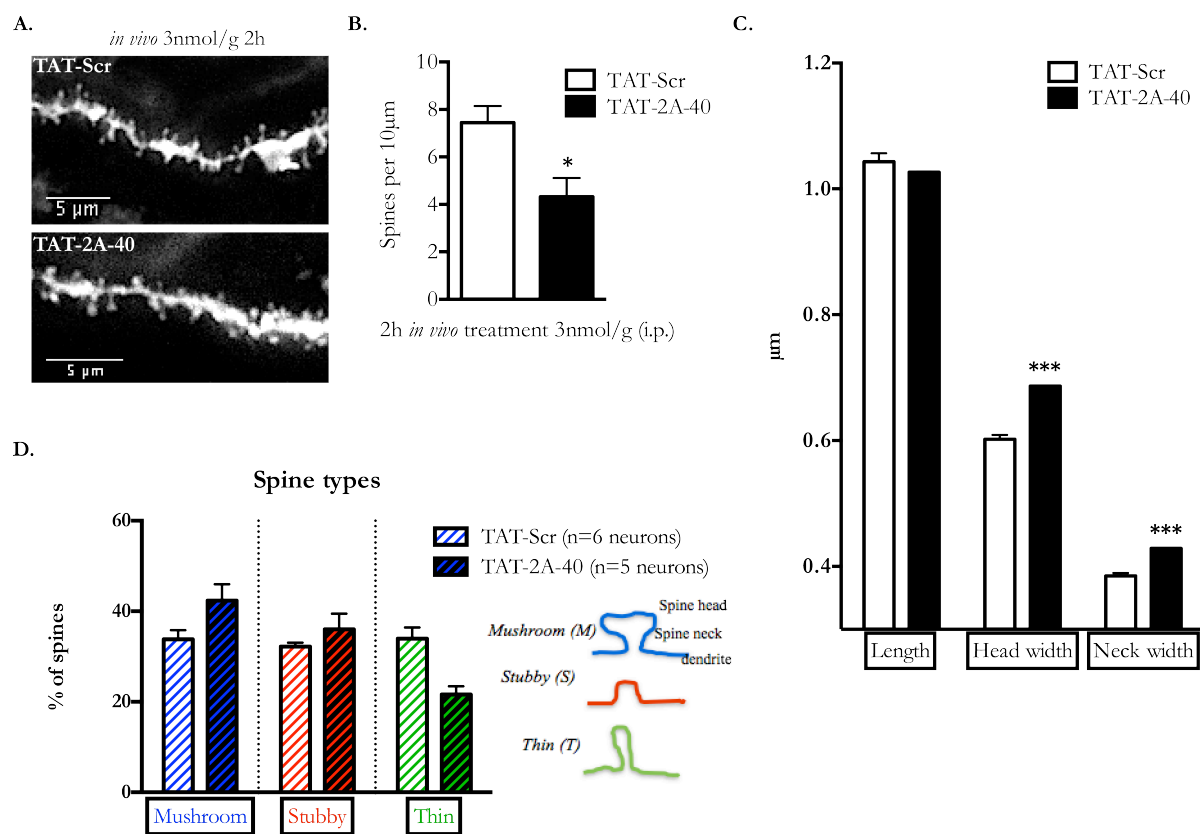 A.
in vivo 3nmol/g 2h
TAT-Scr
5 μm
TAT-2A-40
5 μm
B.
10
8
6
4
2
0
Spines per 10μm
TAT-Scr
TAT-2A-40
*
2h in vivo treatment 3nmol/g (i.p.)
C.
1.2
1.0
0.8
0.6
0.4
μm
TAT-Scr
TAT-2A-40
***
***
Length
Head width
Neck width
D.
Spine types
60
40
20
0
% of spines
TAT-Scr (n=6 neurons)
TAT-2A-40 (n=5 neurons)
Mushroom
Stubby
Thin
Mushroom (M)
Spine head
Spine neck
dendrite
Stubby (S)
Thin (T)